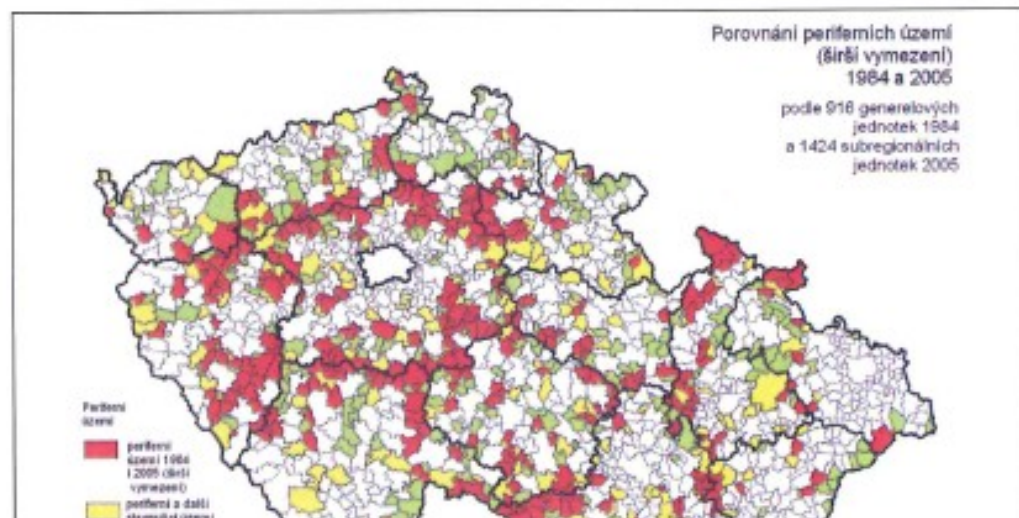 Porovnání periferních území
(širší vymezení)
1984 a 2005
podle 916 generelových
jednotek 1984
a 1424 subregionálních
jednotek 2005
Periferní
území
periferní
území 1984
i 2005 (širší
vymezení)
periferní a další